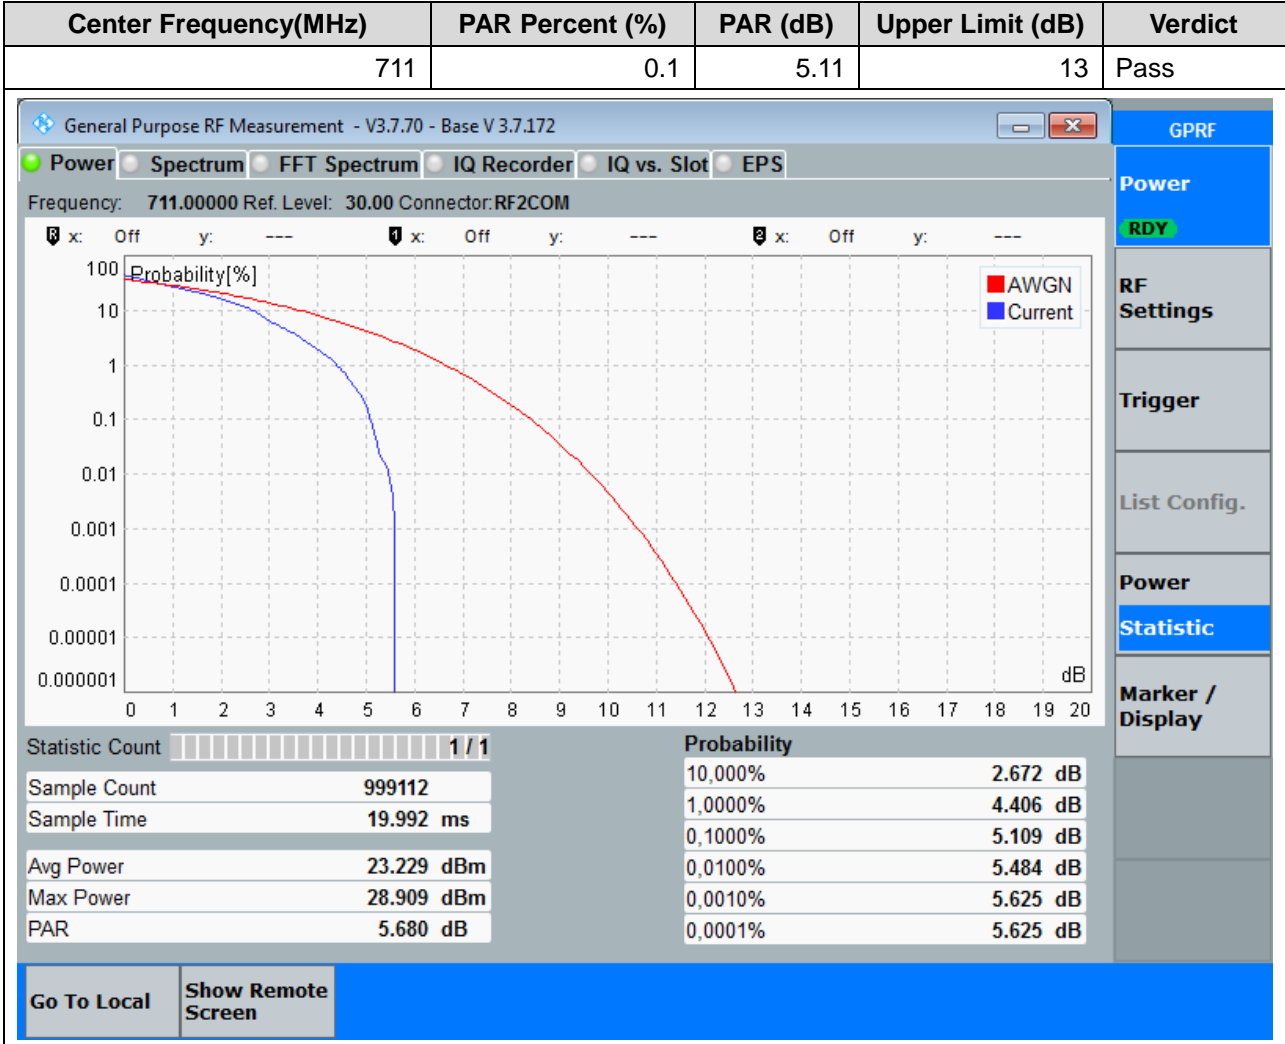 Center Frequency(MHz) PAR Percent (%) PAR (dB) Upper Limit (dB) Verdict
711 0.1 5.11 13 Pass
General Purpose RF Measurement - V3.7.70 - Base V 3.7.172
GPRF
Power Spectrum FFT Spectrum IQ Recorder IQ vs. Slot EPS
Frequency: 711.00000 Ref. Level: 30.00 Connector:RF2COM
R x: Off y: --- 1 x: Off y: --- 2 x: Off y: ---
Probability[%]
AWGN
Current
100
10
1
0.1
0.01
0.001
0.0001
0.00001
0.000001
dB
0 1 2 3 4 5 6 7 8 9 10 11 12 13 14 15 16 17 18 19 20
Statistic Count 1 / 1
Sample Count 999112
Sample Time 19.992 ms
Avg Power 23.229 dBm
Max Power 28.909 dBm
PAR 5.680 dB
Probability
10,000% 2.672 dB
1,0000% 4.406 dB
0,1000% 5.109 dB
0,0100% 5.484 dB
0,0010% 5.625 dB
0,0001% 5.625 dB
Power
RDY
RF
Settings
Trigger
List Config.
Power
Statistic
Marker /
Display
Go To Local
Show Remote
Screen